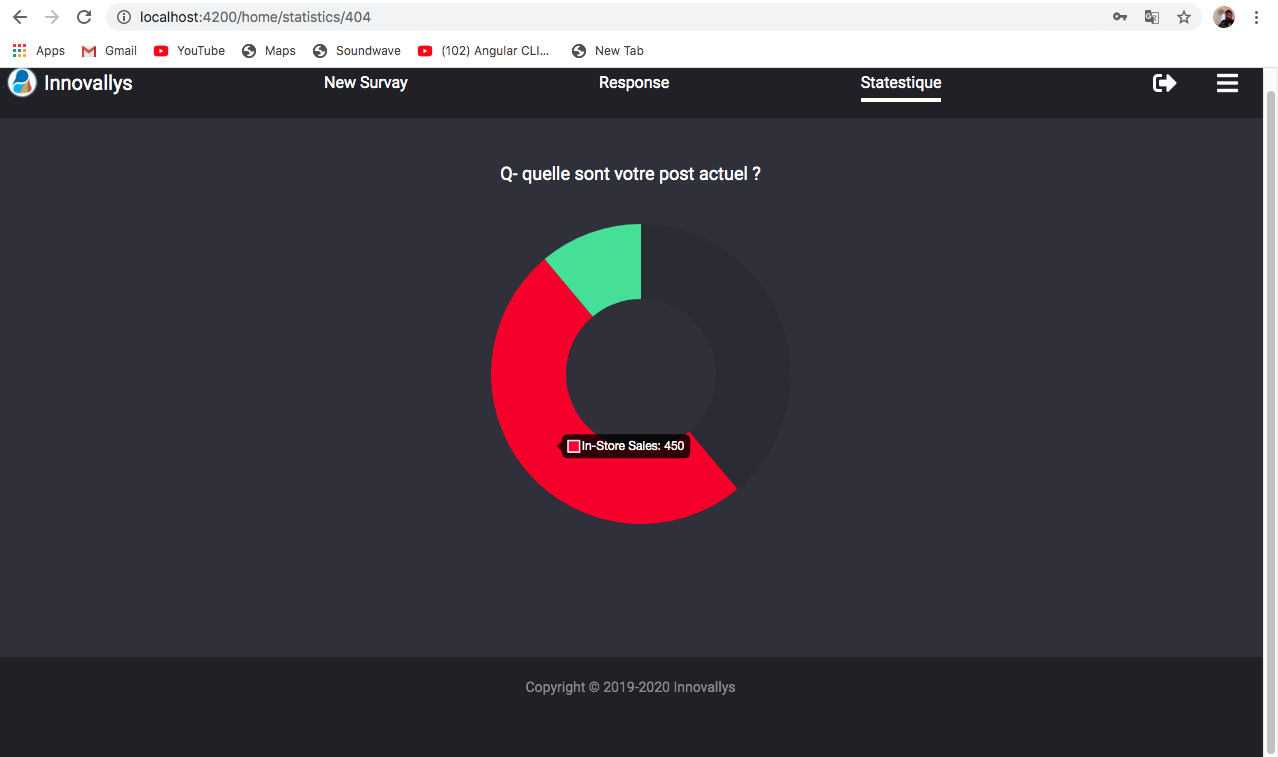 localhost:4200/home/statistics/404
Apps Gmail YouTube Maps Soundwave (102) Angular CLI... New Tab
Innovallys New Survay Response Statestique
Q- quelle sont votre post actuel ?
In-Store Sales: 450
Copyright © 2019-2020 Innovallys